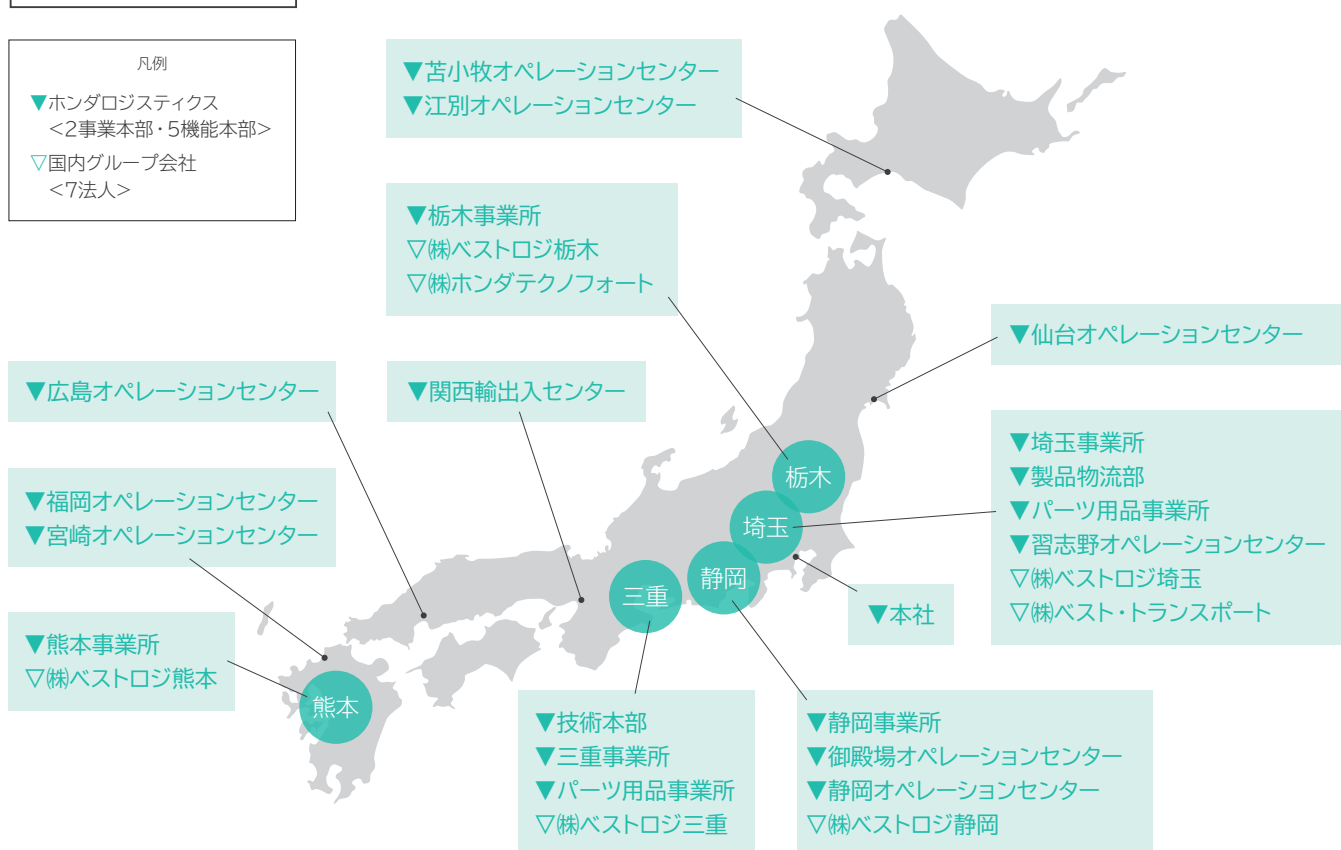 凡例
▼ホンダロジスティクス
<2事業本部・5機能本部>
▽国内グループ会社
<7法人>
▼苫小牧オペレーションセンター
▼江別オペレーションセンター
▼栃木事業所
▽㈱ベストロジ栃木
▽㈱ホンダテクノフォート
▼仙台オペレーションセンター
▼広島オペレーションセンター
▼関西輸出入センター
▼埼玉事業所
▼製品物流部
▼パーツ用品事業所
▼習志野オペレーションセンター
▽㈱ベストロジ埼玉
▽㈱ベスト・トランスポート
▼福岡オペレーションセンター
▼宮崎オペレーションセンター
栃木
埼玉
静岡
三重
熊本
▼本社
▼熊本事業所
▽㈱ベストロジ熊本
▼技術本部
▼三重事業所
▼パーツ用品事業所
▽㈱ベストロジ三重
▼静岡事業所
▼御殿場オペレーションセンター
▼静岡オペレーションセンター
▽㈱ベストロジ静岡